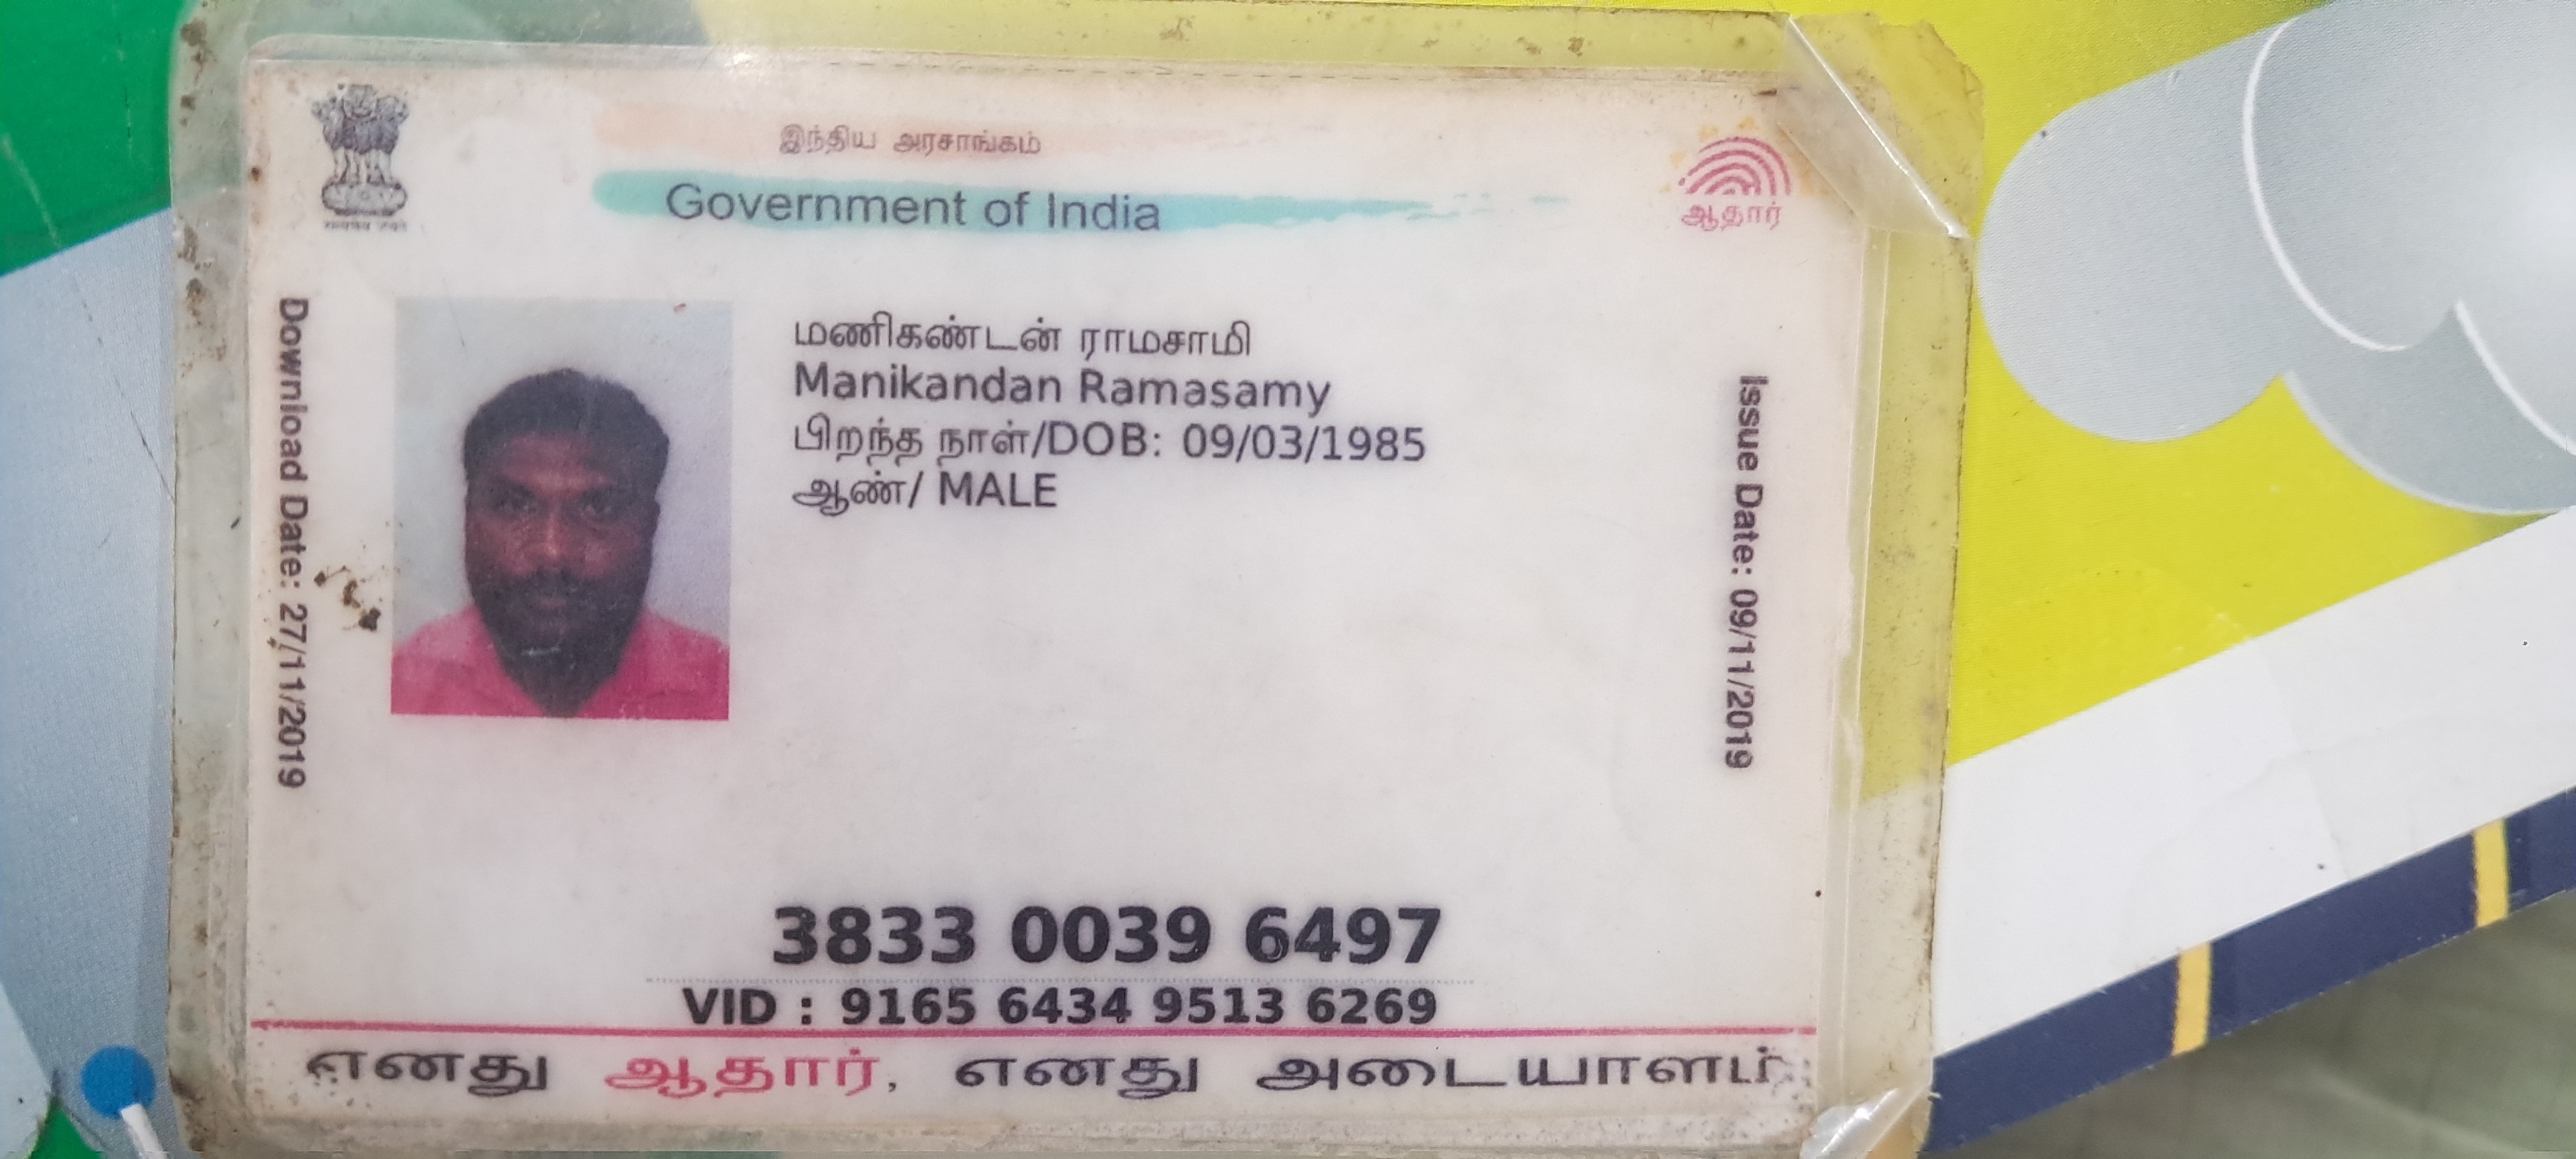 இந்திய அரசாங்கம்
Government of India
ஆதார்
Download Date: 27/11/2019
மணிகண்டன் ராமசாமி
Manikandan Ramasamy
பிறந்த நாள்/DOB: 09/03/1985
ஆண்/ MALE
Issue Date: 09/11/2019
3833 0039 6497
VID : 9165 6434 9513 6269
எனது ஆதார், எனது அடையாளம்